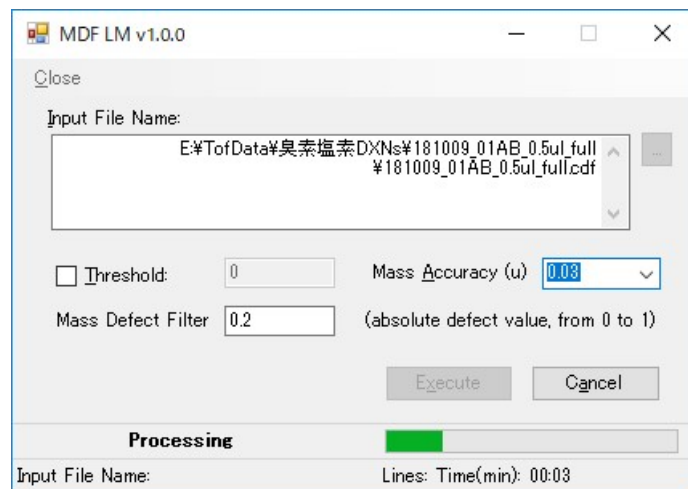 MDF LM v1.0.0
Close
Input File Name:
E:¥TofData¥臭素塩素DXNs¥181009_01AB_0.5ul_full
¥181009_01AB_0.5ul_full.cdf
...
Threshold: 0 Mass Accuracy (u) 0.03
Mass Defect Filter 0.2 (absolute defect value, from 0 to 1)
Execute Cancel
Processing
Input File Name: Lines: Time(min): 00:03